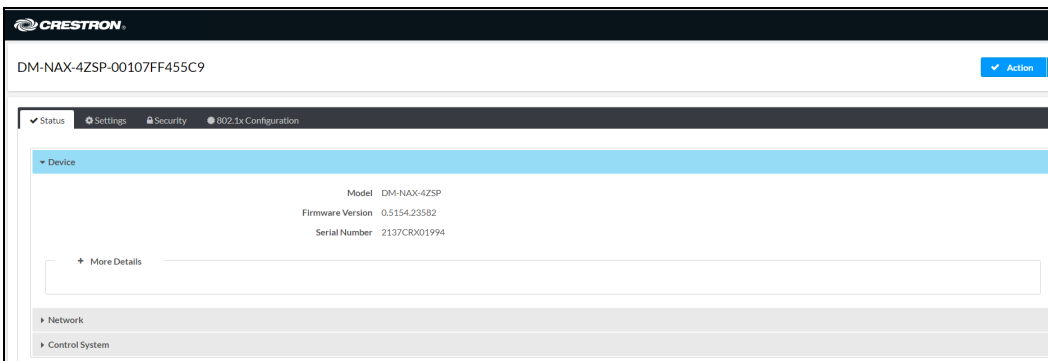 CRESTRON®
DM-NAX-4ZSP-00107FF455C9
Action
Status Settings Security 802.1x Configuration
Device
Model DM-NAX-4ZSP
Firmware Version 0.5154.23582
Serial Number 2137CRX01994
+ More Details
Network
Control System